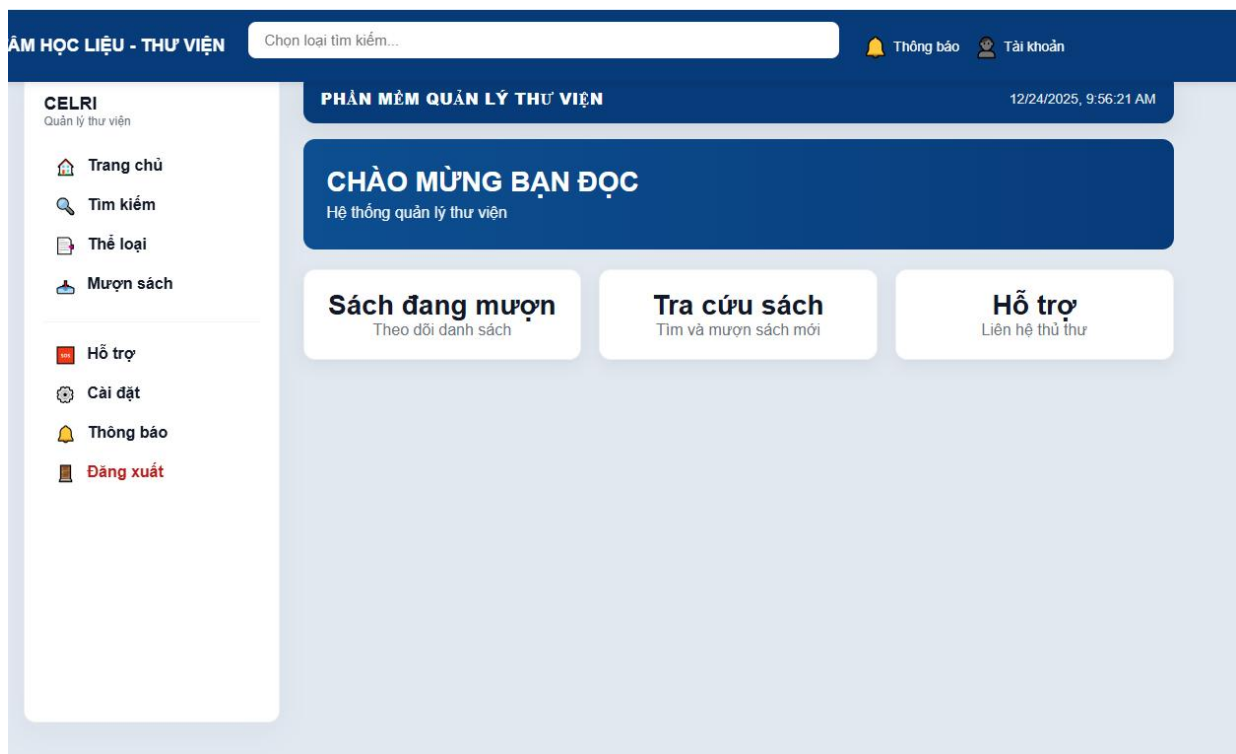 ÂM HỌC LIỆU - THƯ VIỆN
Chọn loại tìm kiếm...
Thông báo
Tài khoản
CELRI
Quản lý thư viện
Trang chủ
Tìm kiếm
Thể loại
Mượn sách
SOS
Hỗ trợ
Cài đặt
Thông báo
Đăng xuất
PHẦN MỀM QUẢN LÝ THƯ VIỆN
12/24/2025, 9:56:21 AM
CHÀO MỪNG BẠN ĐỌC
Hệ thống quản lý thư viện
Sách đang mượn
Theo dõi danh sách
Tra cứu sách
Tìm và mượn sách mới
Hỗ trợ
Liên hệ thủ thư